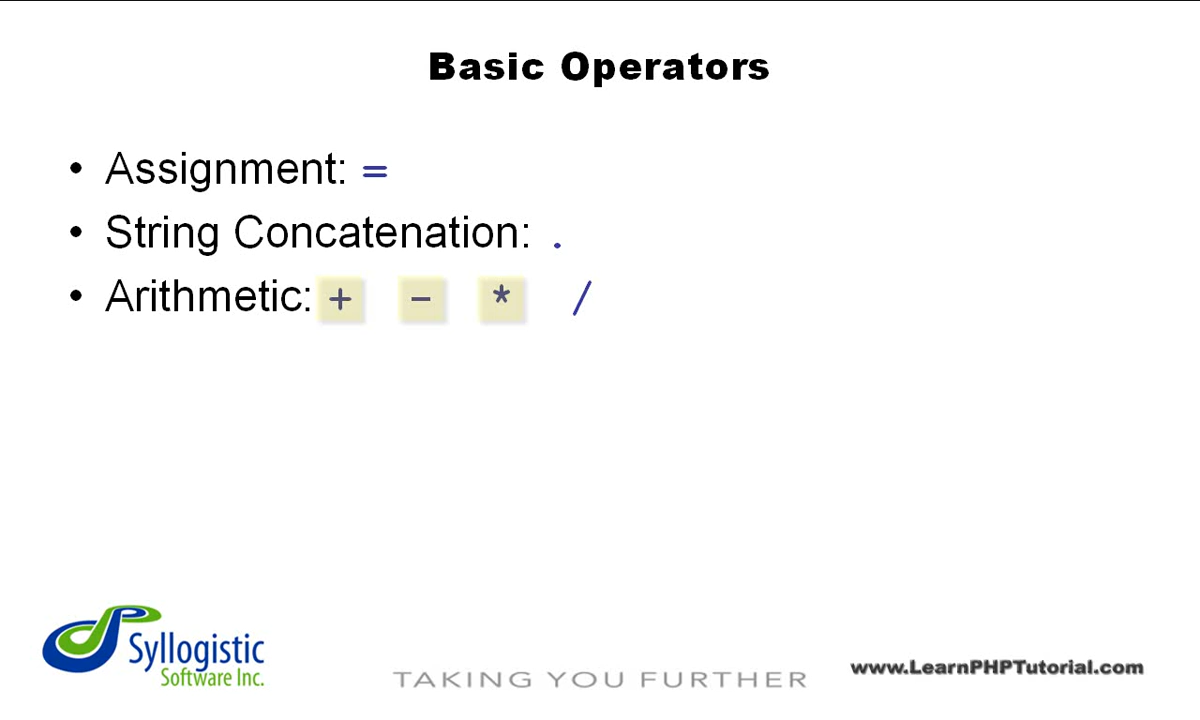 Basic Operators
• Assignment: =
• String Concatenation: .
• Arithmetic: + - * /
Syllogistic
Software Inc.
TAKING YOU FURTHER
www.LearnPHPTutorial.com